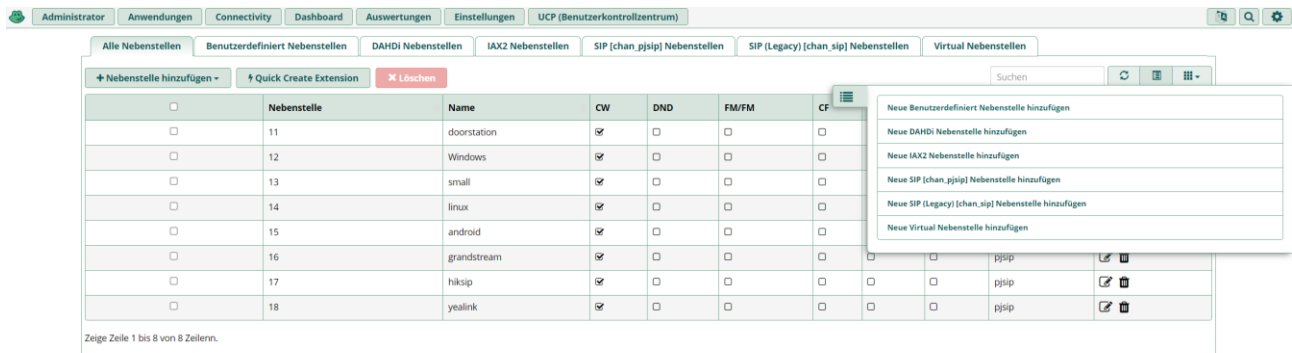 Administrator Anwendungen Connectivity Dashboard Auswertungen Einstellungen UCP (Benutzerkontrollzentrum)
Alle Nebenstellen Benutzerdefiniert Nebenstellen DAHDi Nebenstellen IAX2 Nebenstellen SIP [chan_pjsip] Nebenstellen SIP (Legacy) [chan_sip] Nebenstellen Virtual Nebenstellen
+ Nebenstelle hinzufügen Quick Create Extension Löschen Suchen
Nebenstelle Name CW DND FM/FM CF
Neue Benutzerdefiniert Nebenstelle hinzufügen
11 doorstation
Neue DAHDi Nebenstelle hinzufügen
12 Windows
Neue IAX2 Nebenstelle hinzufügen
13 small
Neue SIP [chan_pjsip] Nebenstelle hinzufügen
14 linux
Neue SIP (Legacy) [chan_sip] Nebenstelle hinzufügen
15 android
Neue Virtual Nebenstelle hinzufügen
16 grandstream pjsip
17 hiksip pjsip
18 yealink pjsip
Zeige Zeile 1 bis 8 von 8 Zeilenn.